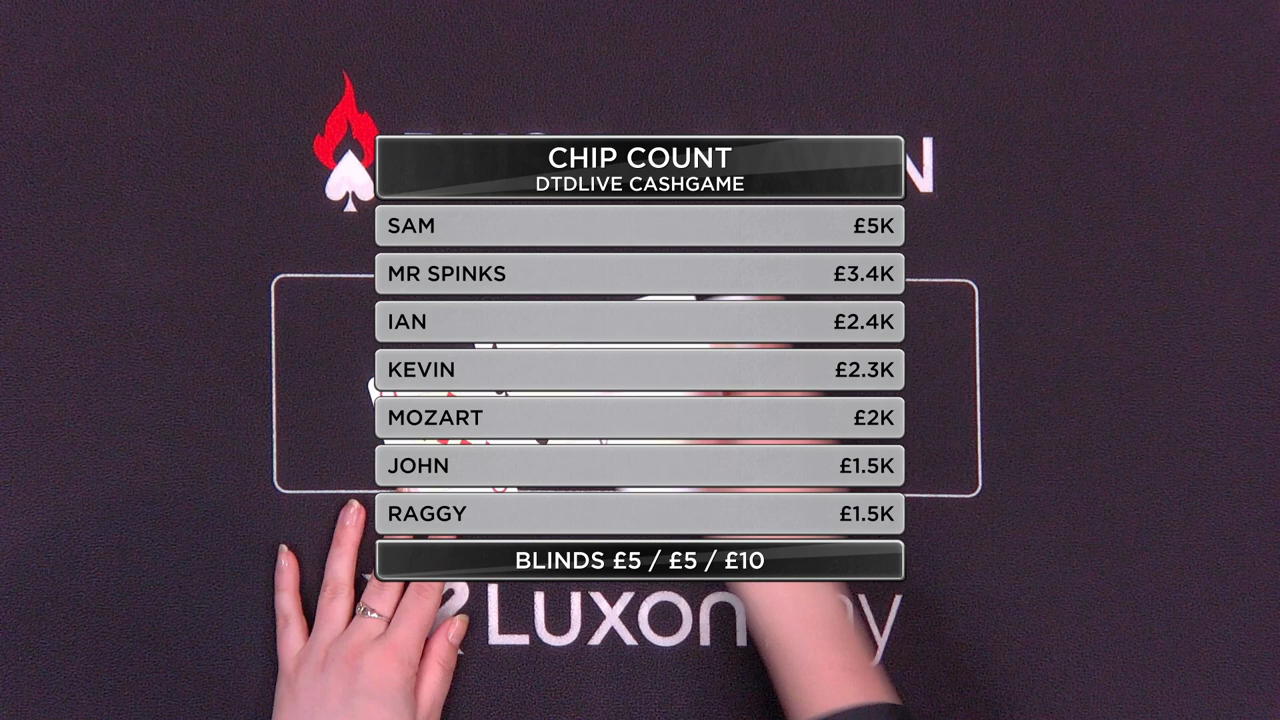 CHIP COUNT
DTDLIVE CASHGAME
SAM £5K
MR SPINKS £3.4K
IAN £2.4K
KEVIN £2.3K
MOZART £2K
JOHN £1.5K
RAGGY £1.5K
BLINDS £5 / £5 / £10